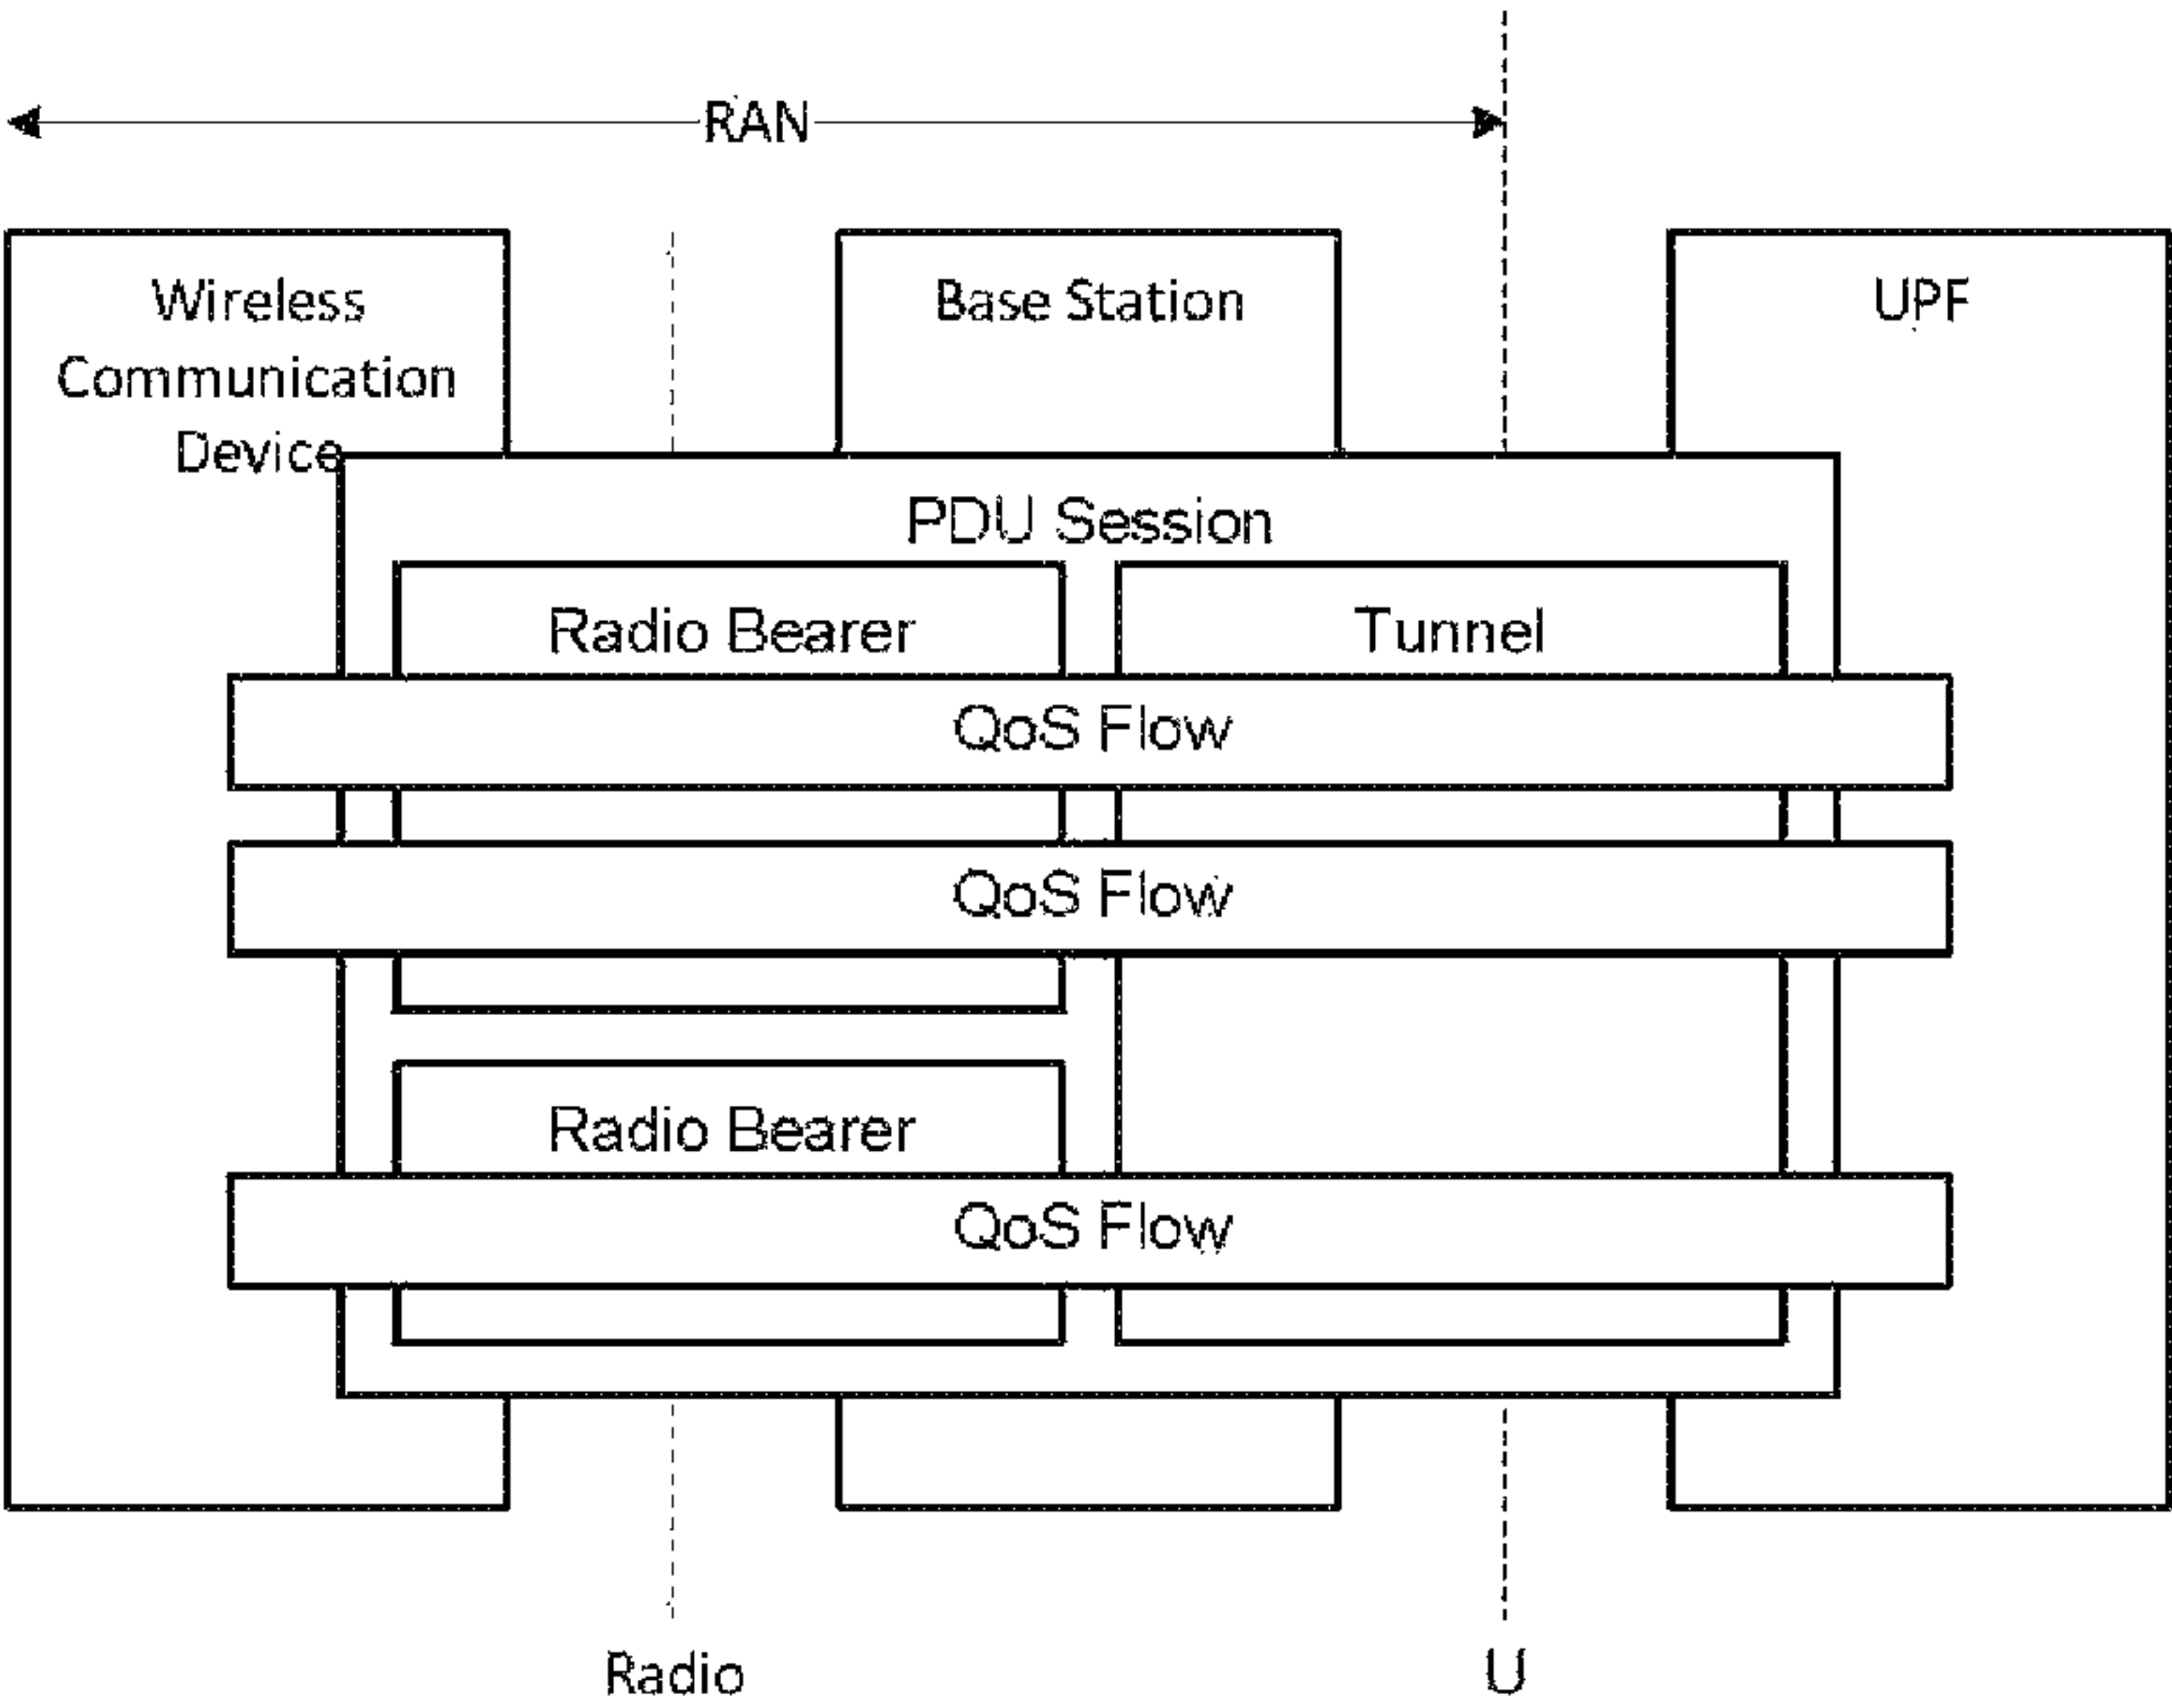 RAN
Wireless
Communication
Device
Base Station
UPF
PDU Session
Radio Bearer
Tunnel
QoS Flow
QoS Flow
Radio Bearer
QoS Flow
Radio
U